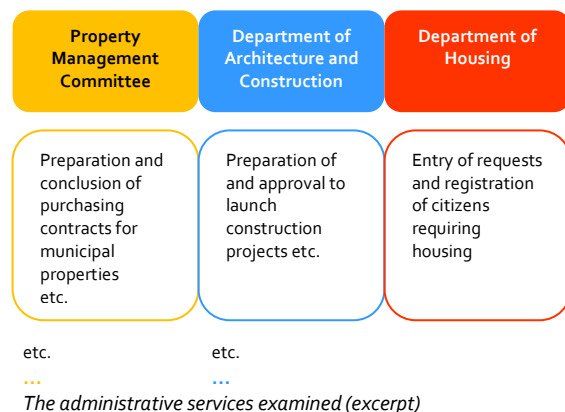 Property
Management
Committee
Department of
Architecture and
Construction
Department of
Housing
Preparation and
conclusion of
purchasing
contracts for
municipal
properties
etc.
Preparation of
and approval to
launch
construction
projects etc.
Entry of requests
and registration
of citizens
requiring
housing
etc.
...
etc.
...
The administrative services examined (excerpt)